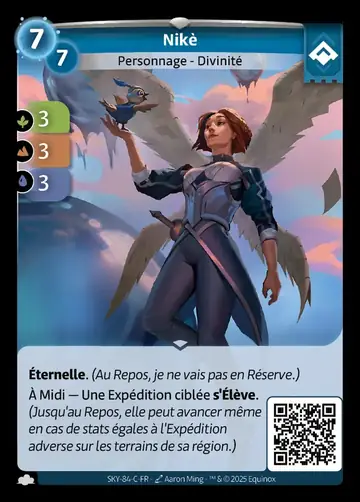 7
7
Nikè
Personnage - Divinité
3
3
3
Éternelle. (Au Repos, je ne vais pas en Réserve.)
À Midi — Une Expédition ciblée s'Élève.
(Jusqu'au Repos, elle peut avancer même
en cas de stats égales à l'Expédition
adverse sur les terrains de sa région.)
SKY-84-C-FR - Aaron Ming - ™ & © 2025 Equinox